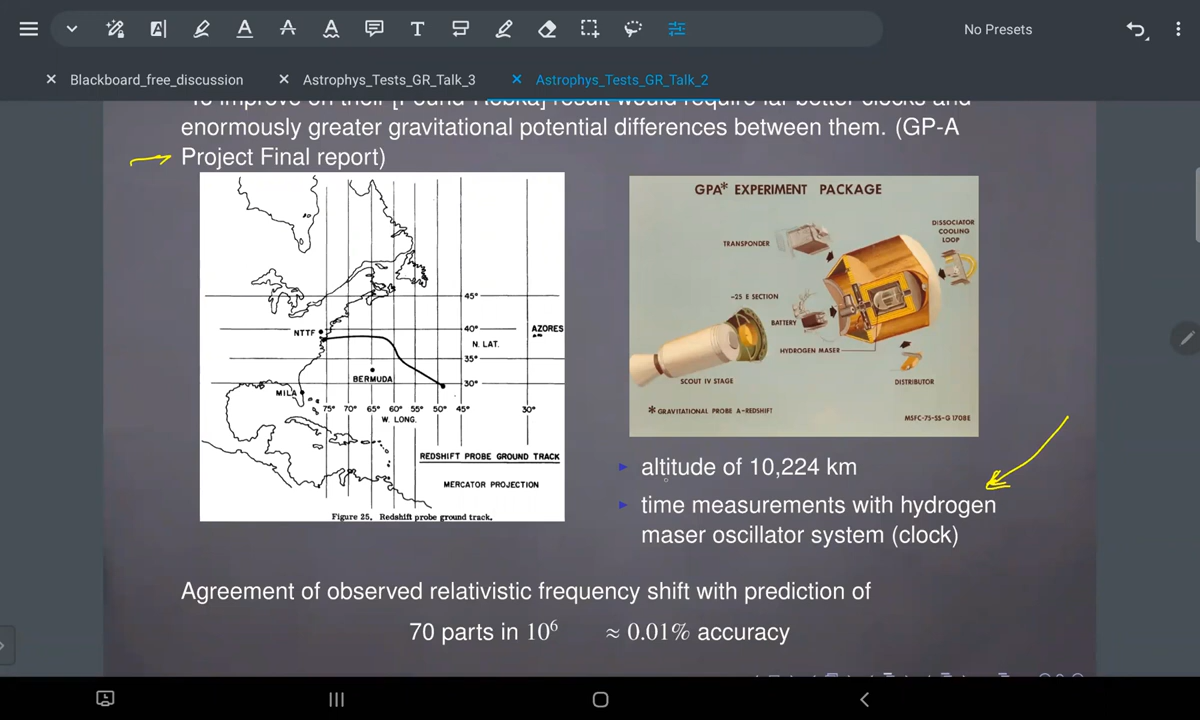 No Presets
Blackboard_free_discussion
Astrophys_Tests_GR_Talk_3
Astrophys_Tests_GR_Talk_2
enormously greater gravitational potential differences between them. (GP-A
Project Final report)
45°
40°
AZORES
NTTF
N. LAT.
35°
BERMUDA
30°
MILA
75° 70° 65° 60° 55° 50° 45° 30°
W. LONG.
REDSHIFT PROBE GROUND TRACK
MERCATOR PROJECTION
Figure 25. Redshift probe ground track.
GPA* EXPERIMENT PACKAGE
DISSOCIATOR
COOLING
LOOP
TRANSPONDER
-25 E SECTION
BATTERY
HYDROGEN MASER
SCOUT IV STAGE
DISTRIBUTOR
* GRAVITATIONAL PROBE A-REDSHIFT
MSFC-75-SS-G 1708E
altitude of 10,224 km
time measurements with hydrogen
maser oscillator system (clock)
Agreement of observed relativistic frequency shift with prediction of
70 parts in 10⁶ ≈ 0.01% accuracy